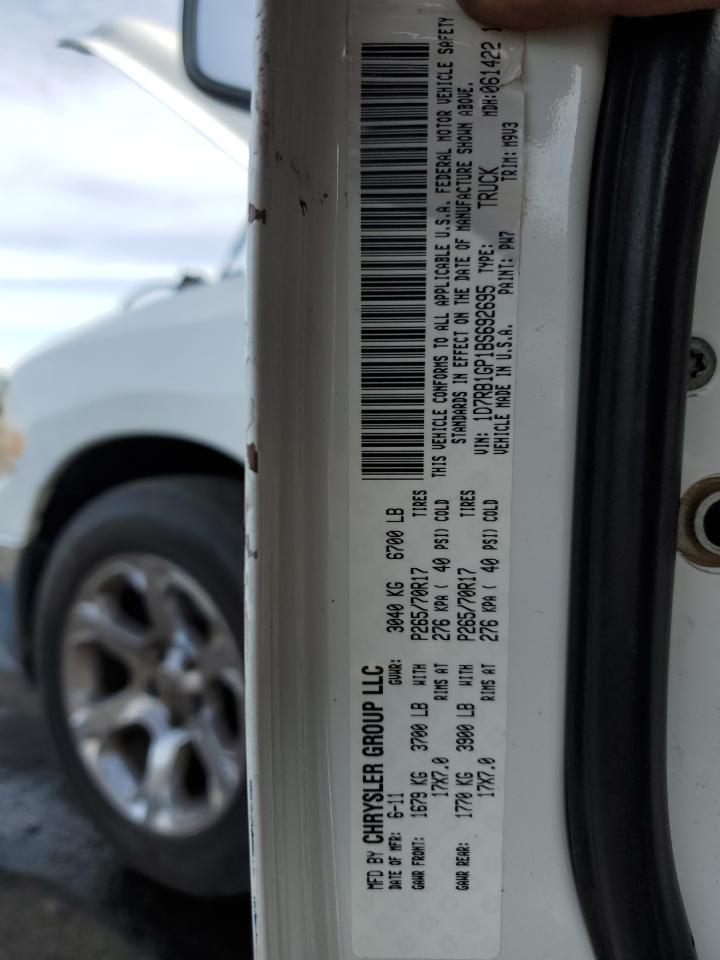 MFD BY CHRYSLER GROUP LLC
DATE OF MFR: 6-11 GVWR: 3040 KG 6700 LB
GAWR FRONT: 1679 KG 3700 LB WITH P265/70R17 TIRES
17X7.0 RIMS AT 276 KPA ( 40 PSI) COLD
GAWR REAR: 1770 KG 3900 LB WITH P265/70R17 TIRES
17X7.0 RIMS AT 276 KPA ( 40 PSI) COLD
THIS VEHICLE CONFORMS TO ALL APPLICABLE U.S.A. FEDERAL MOTOR VEHICLE SAFETY
STANDARDS IN EFFECT ON THE DATE OF MANUFACTURE SHOWN ABOVE.
VIN: 1D7RB1GP1BS692695 TYPE: TRUCK MDH:061422
VEHICLE MADE IN U.S.A. PAINT: PW7 TRIM: M9V3